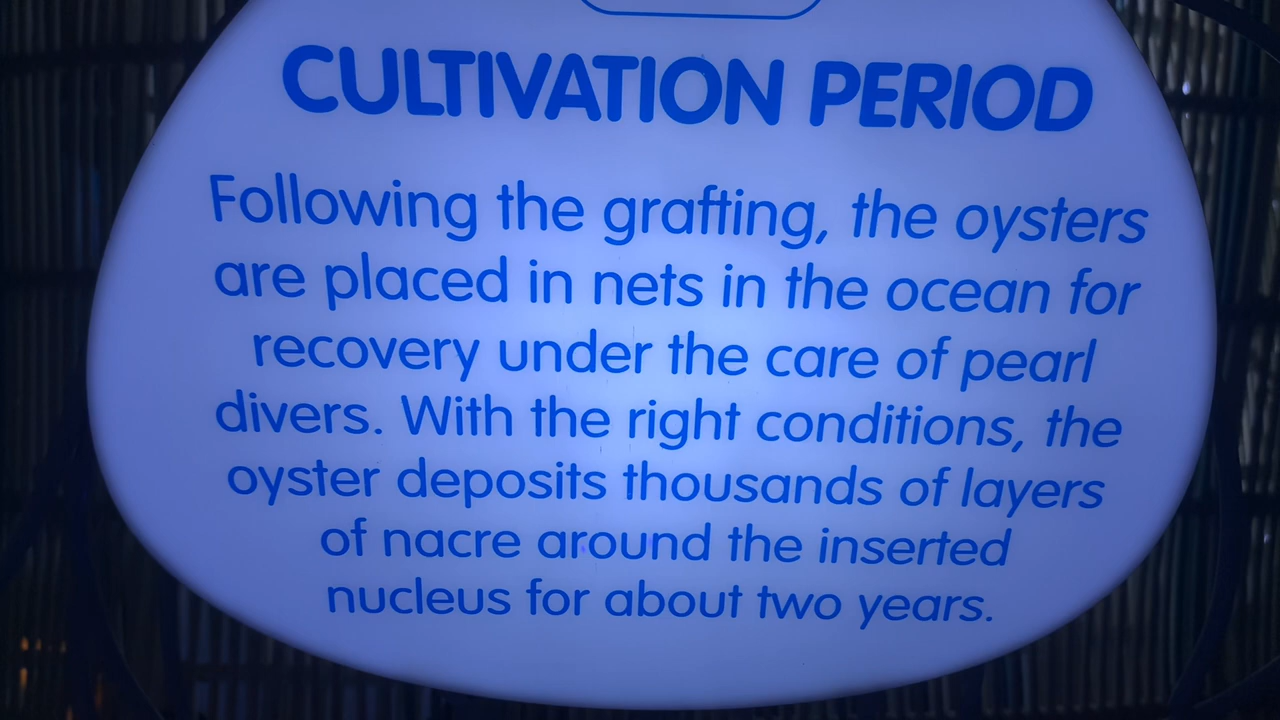 CULTIVATION PERIOD
Following the grafting, the oysters
are placed in nets in the ocean for
recovery under the care of pearl
divers. With the right conditions, the
oyster deposits thousands of layers
of nacre around the inserted
nucleus for about two years.